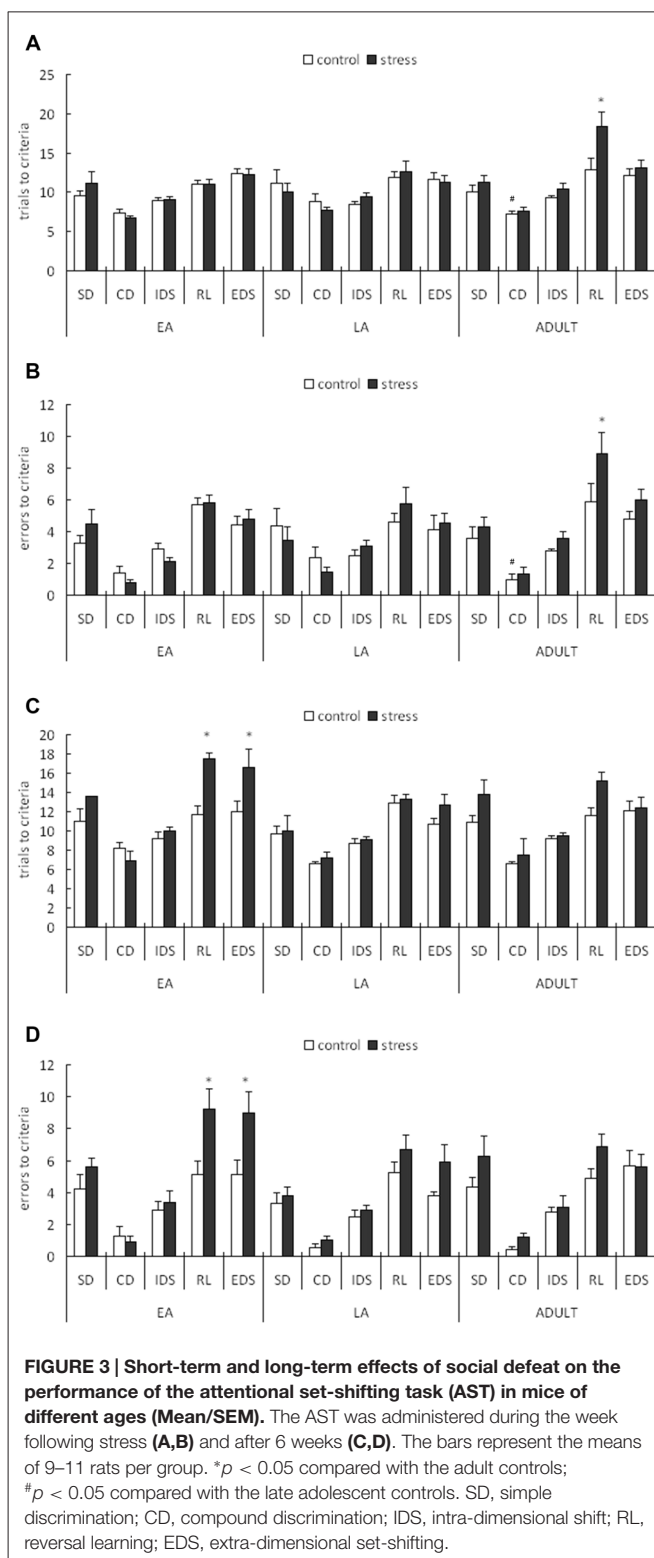 A
control stress
trials to criteria
25
20
15
10
5
0
*
#
SD CD IDS RL EDS SD CD IDS RL EDS SD CD IDS RL EDS
EA LA ADULT
B
control stress
errors to criteria
12
10
8
6
4
2
0
*
#
SD CD IDS RL EDS SD CD IDS RL EDS SD CD IDS RL EDS
EA LA ADULT
C
control stress
trials to criteria
20
18
16
14
12
10
8
6
4
2
0
* *
SD CD IDS RL EDS SD CD IDS RL EDS SD CD IDS RL EDS
EA LA ADULT
D
control stress
errors to criteria
12
10
8
6
4
2
0
* *
SD CD IDS RL EDS SD CD IDS RL EDS SD CD IDS RL EDS
EA LA ADULT
FIGURE 3 | Short-term and long-term effects of social defeat on the
performance of the attentional set-shifting task (AST) in mice of
different ages (Mean/SEM). The AST was administered during the week
following stress (A,B) and after 6 weeks (C,D). The bars represent the means
of 9–11 rats per group. *p < 0.05 compared with the adult controls;
#p < 0.05 compared with the late adolescent controls. SD, simple
discrimination; CD, compound discrimination; IDS, intra-dimensional shift; RL,
reversal learning; EDS, extra-dimensional set-shifting.